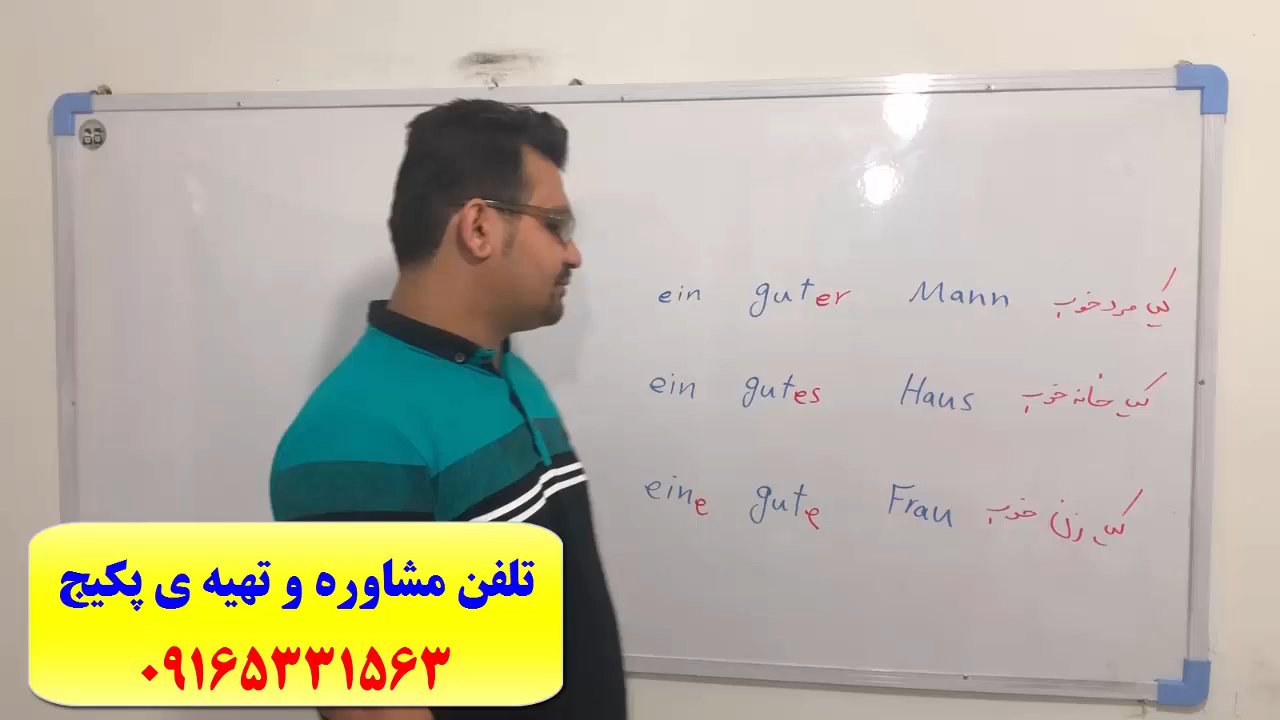 ein guter Mann یک مرد خوب
ein gutes Haus یک خانه خوب
eine gute Frau یک زن خوب
تلفن مشاوره و تهیه ی پکیج
۰۹۱۶۵۳۳۱۵۶۳